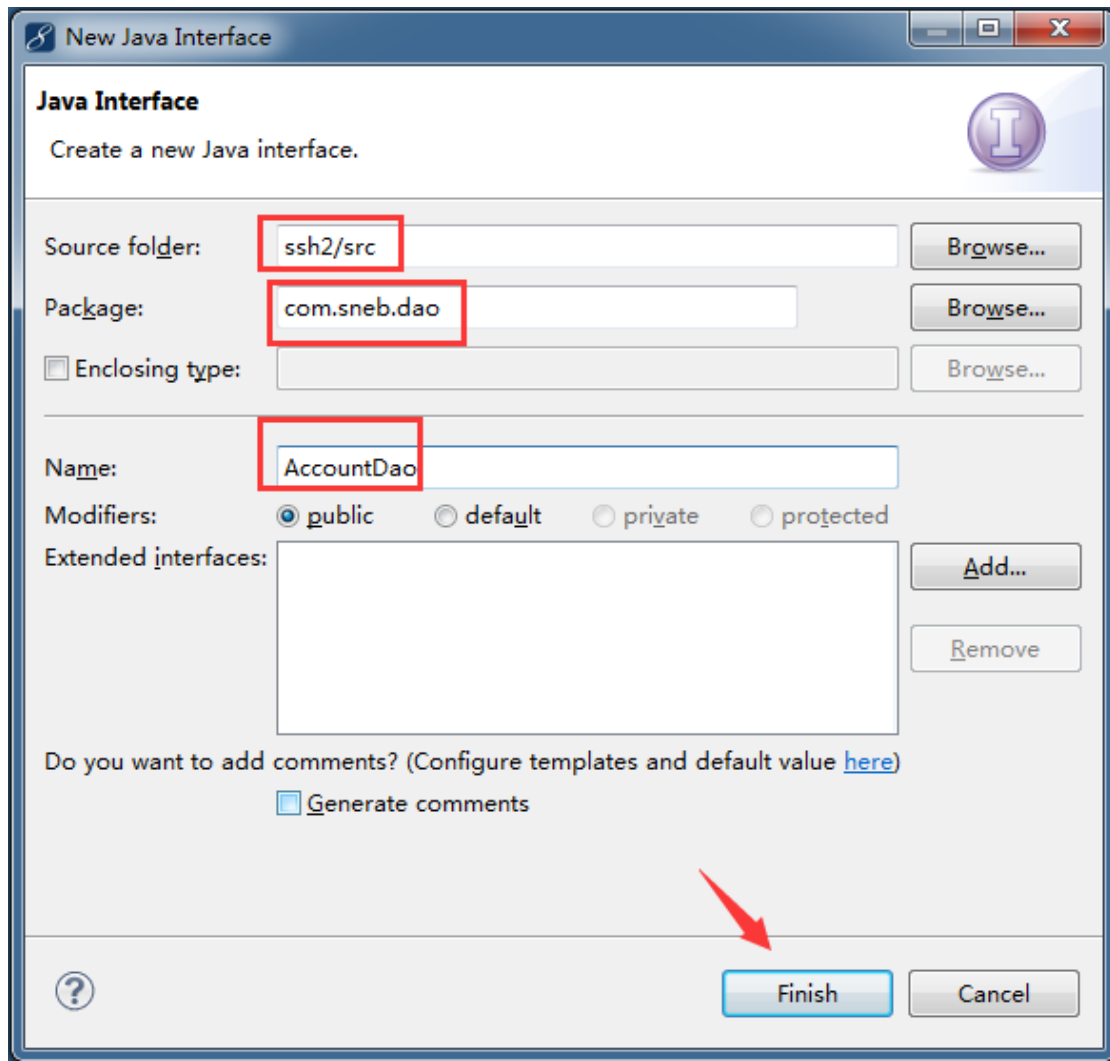 New Java Interface
Java Interface
Create a new Java interface.
Source folder: ssh2/src Browse...
Package: com.sneb.dao Browse...
Enclosing type: Browse...
Name: AccountDao
Modifiers: public default private protected
Extended interfaces: Add...
Remove
Do you want to add comments? (Configure templates and default value here)
Generate comments
Finish Cancel